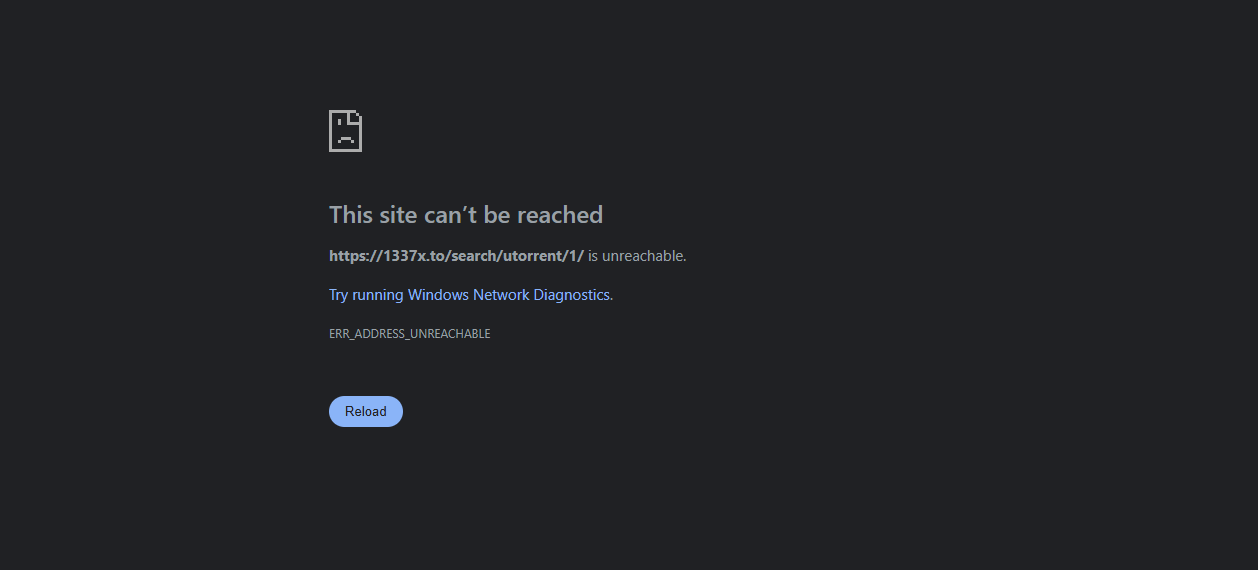 This site can’t be reached
https://1337x.to/search/utorrent/1/ is unreachable.
Try running Windows Network Diagnostics.
ERR_ADDRESS_UNREACHABLE
Reload